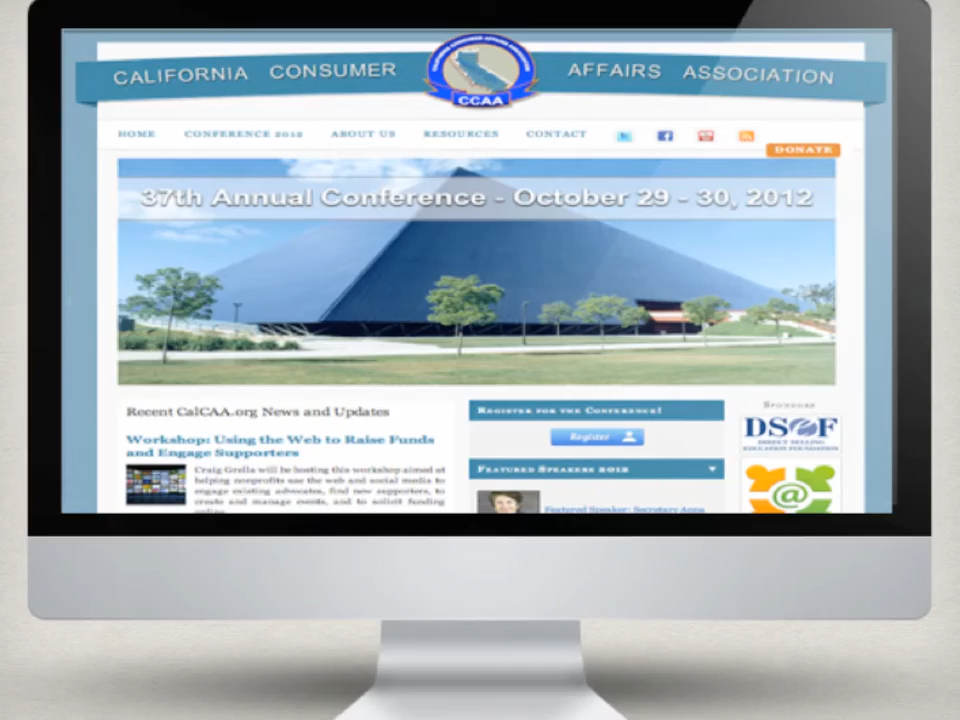 CALIFORNIA CONSUMER AFFAIRS ASSOCIATION
CCAA
HOME CONFERENCE 2012 ABOUT US RESOURCES CONTACT
DONATE
37th Annual Conference - October 29 - 30, 2012
Recent CalCAA.org News and Updates
Workshop: Using the Web to Raise Funds
and Engage Supporters
Craig Grella will be hosting this workshop aimed at
helping nonprofits use the web and social media to
engage existing advocates, find new supporters, to
create and manage events, and to solicit funding
online.
Register for the Conference!
Register
Featured Speakers 2012
Featured Speaker: Secretary Anna
Sponsors
DSEF
DIRECT SELLING
EDUCATION FOUNDATION
@